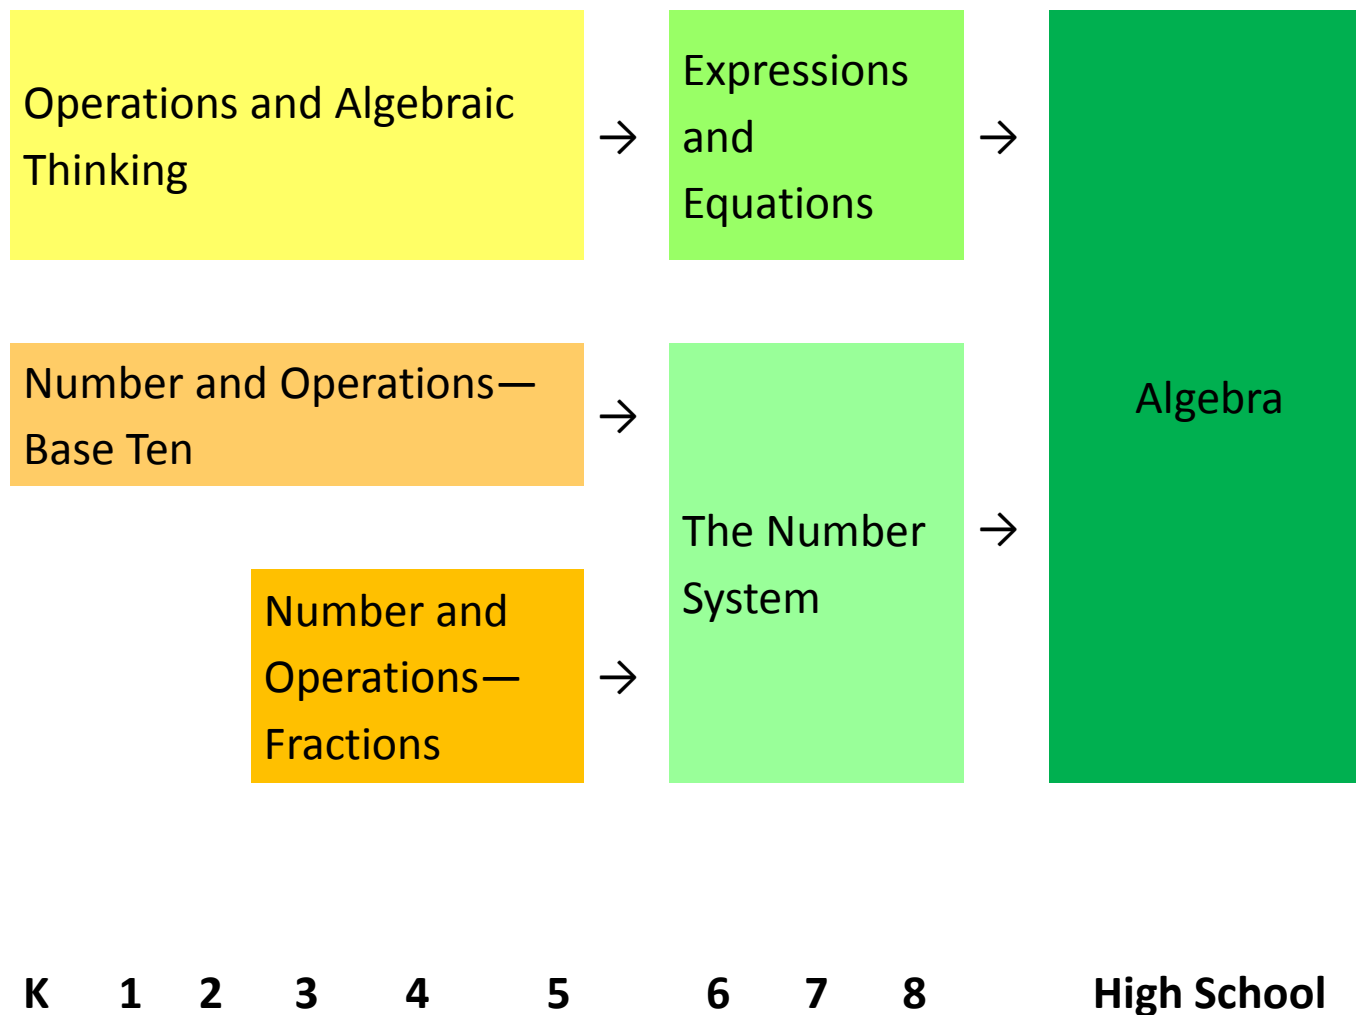 Operations and Algebraic
Thinking
→
Expressions
and
Equations
→
Number and Operations—
Base Ten
→
Number and
Operations—
Fractions
→
The Number
System
→
Algebra
K 1 2 3 4 5 6 7 8 High School